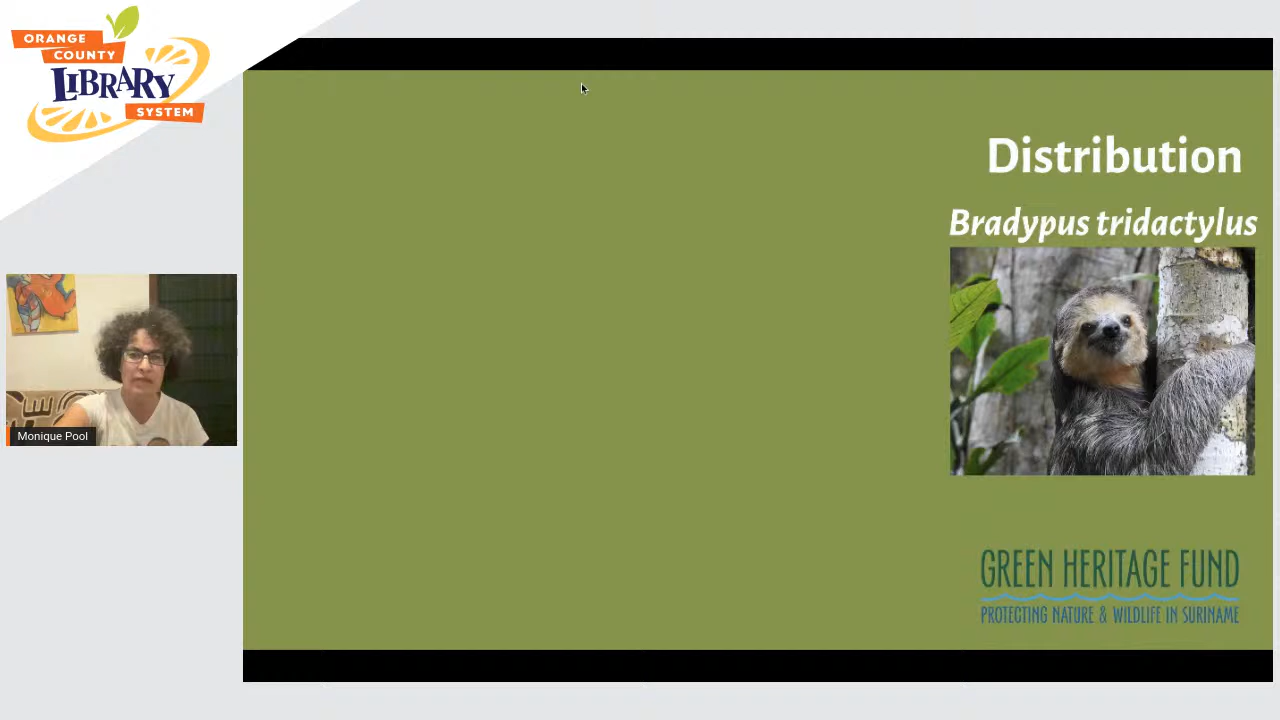 ORANGE
COUNTY
LIBRARY
SYSTEM
Distribution
Bradypus tridactylus
Monique Pool
GREEN HERITAGE FUND
PROTECTING NATURE & WILDLIFE IN SURINAME